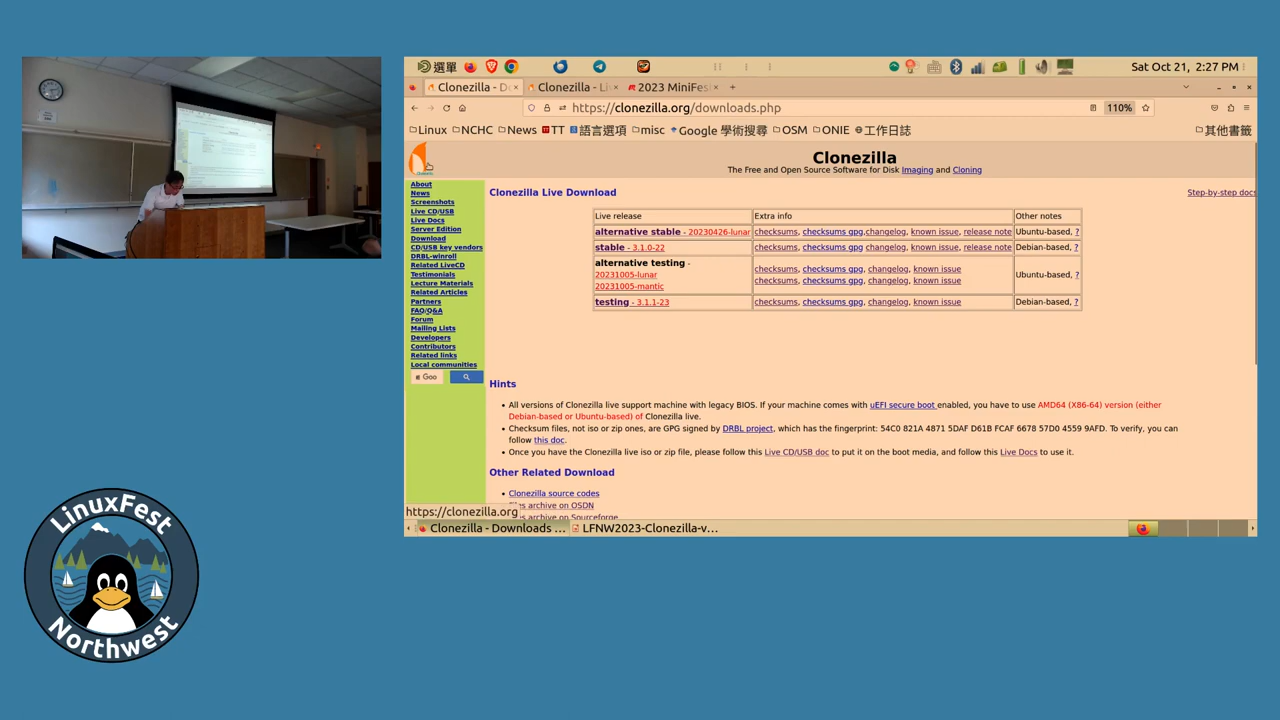 選單
Sat Oct 21, 2:27 PM
Clonezilla - D
Clonezilla - Li
2023 MiniFes
https://clonezilla.org/downloads.php
110%
Linux NCHC News TT 語言選項 misc Google 學術搜尋 OSM ONIE 工作日誌 其他書籤
Clonezilla
The Free and Open Source Software for Disk Imaging and Cloning
About
News
Screenshots
Live CD/USB
Live Docs
Server Edition
Download
CD/USB key vendors
DRBL-winroll
Related LiveCD
Testimonials
Lecture Materials
Related Articles
Partners
FAQ/Q&A
Forum
Mailing Lists
Developers
Contributors
Related links
Local communities
Goo
Clonezilla Live Download
Step-by-step docs
Live release Extra info Other notes
alternative stable - 20230426-lunar checksums, checksums gpg,changelog, known issue, release note Ubuntu-based, ?
stable - 3.1.0-22 checksums, checksums gpg, changelog, known issue, release note Debian-based, ?
alternative testing -
20231005-lunar checksums, checksums gpg, changelog, known issue
20231005-mantic checksums, checksums gpg, changelog, known issue
Ubuntu-based, ?
testing - 3.1.1-23 checksums, checksums gpg, changelog, known issue Debian-based, ?
Hints
• All versions of Clonezilla live support machine with legacy BIOS. If your machine comes with uEFI secure boot enabled, you have to use AMD64 (X86-64) version (either
Debian-based or Ubuntu-based) of Clonezilla live.
• Checksum files, not iso or zip ones, are GPG signed by DRBL project, which has the fingerprint: 54C0 821A 4871 5DAF D61B FCAF 6678 57D0 4559 9AFD. To verify, you can
follow this doc.
• Once you have the Clonezilla live iso or zip file, please follow this Live CD/USB doc to put it on the boot media, and follow this Live Docs to use it.
Other Related Download
• Clonezilla source codes
archive on OSDN
archive on Sourceforge
https://clonezilla.org
Clonezilla - Downloads ...
LFNW2023-Clonezilla-v...
LinuxFest
Northwest